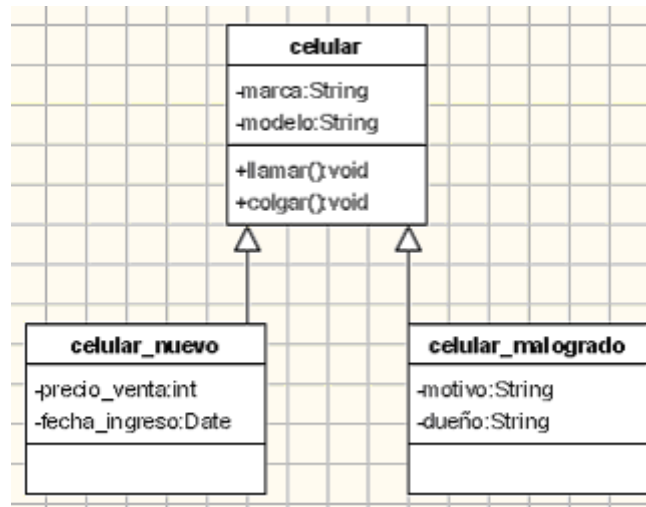 celular
-marca:String
-modelo:String
+llamar():void
+colgar():void
celular_nuevo
-precio_venta:int
-fecha_ingreso:Date
celular_malogrado
-motivo:String
-dueño:String